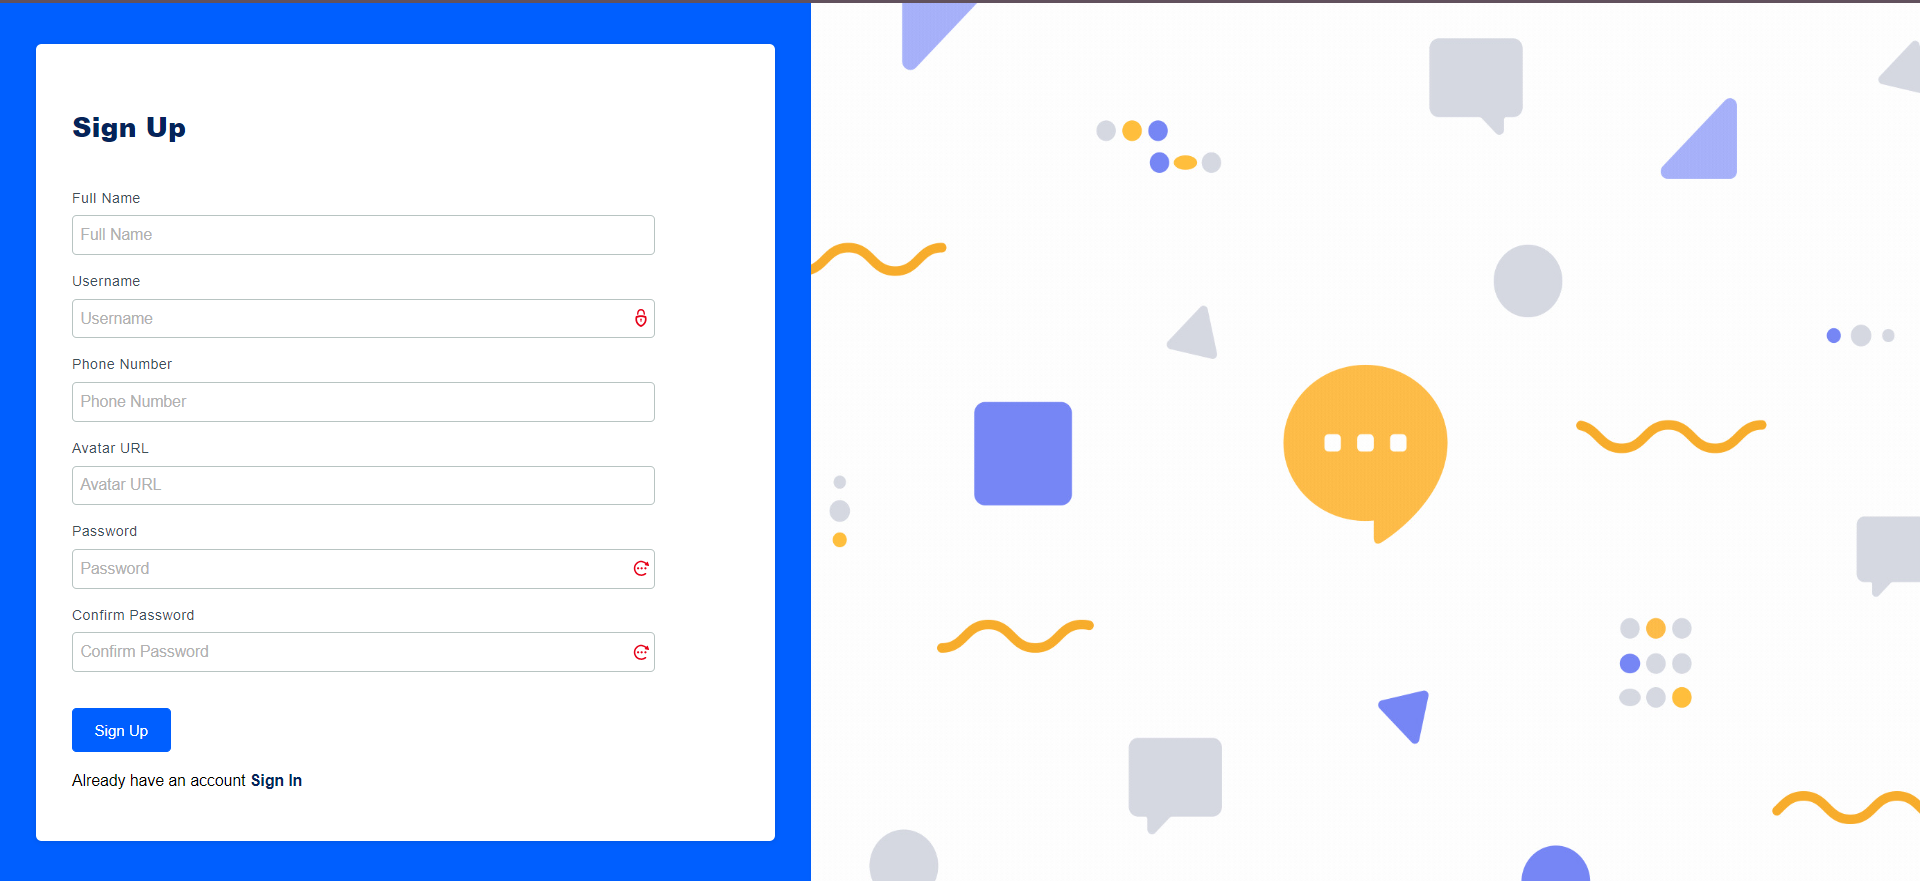 Sign Up
Full Name
Full Name
Username
Username
Phone Number
Phone Number
Avatar URL
Avatar URL
Password
Password
Confirm Password
Confirm Password
Sign Up
Already have an account Sign In